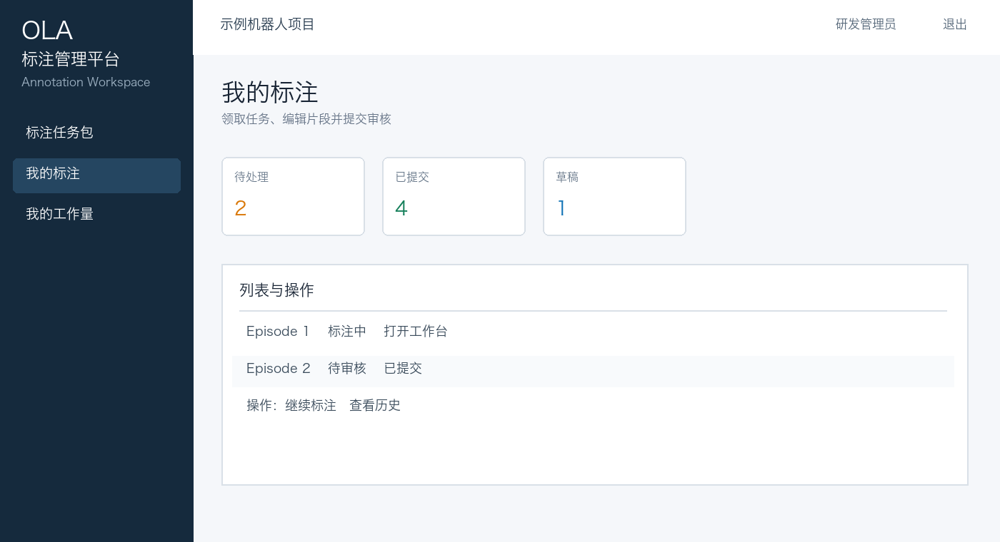 OLA
标注管理平台
Annotation Workspace
标注任务包
我的标注
我的工作量
示例机器人项目
研发管理员
退出
我的标注
领取任务、编辑片段并提交审核
待处理
2
已提交
4
草稿
1
列表与操作
Episode 1 标注中 打开工作台
Episode 2 待审核 已提交
操作：继续标注 查看历史